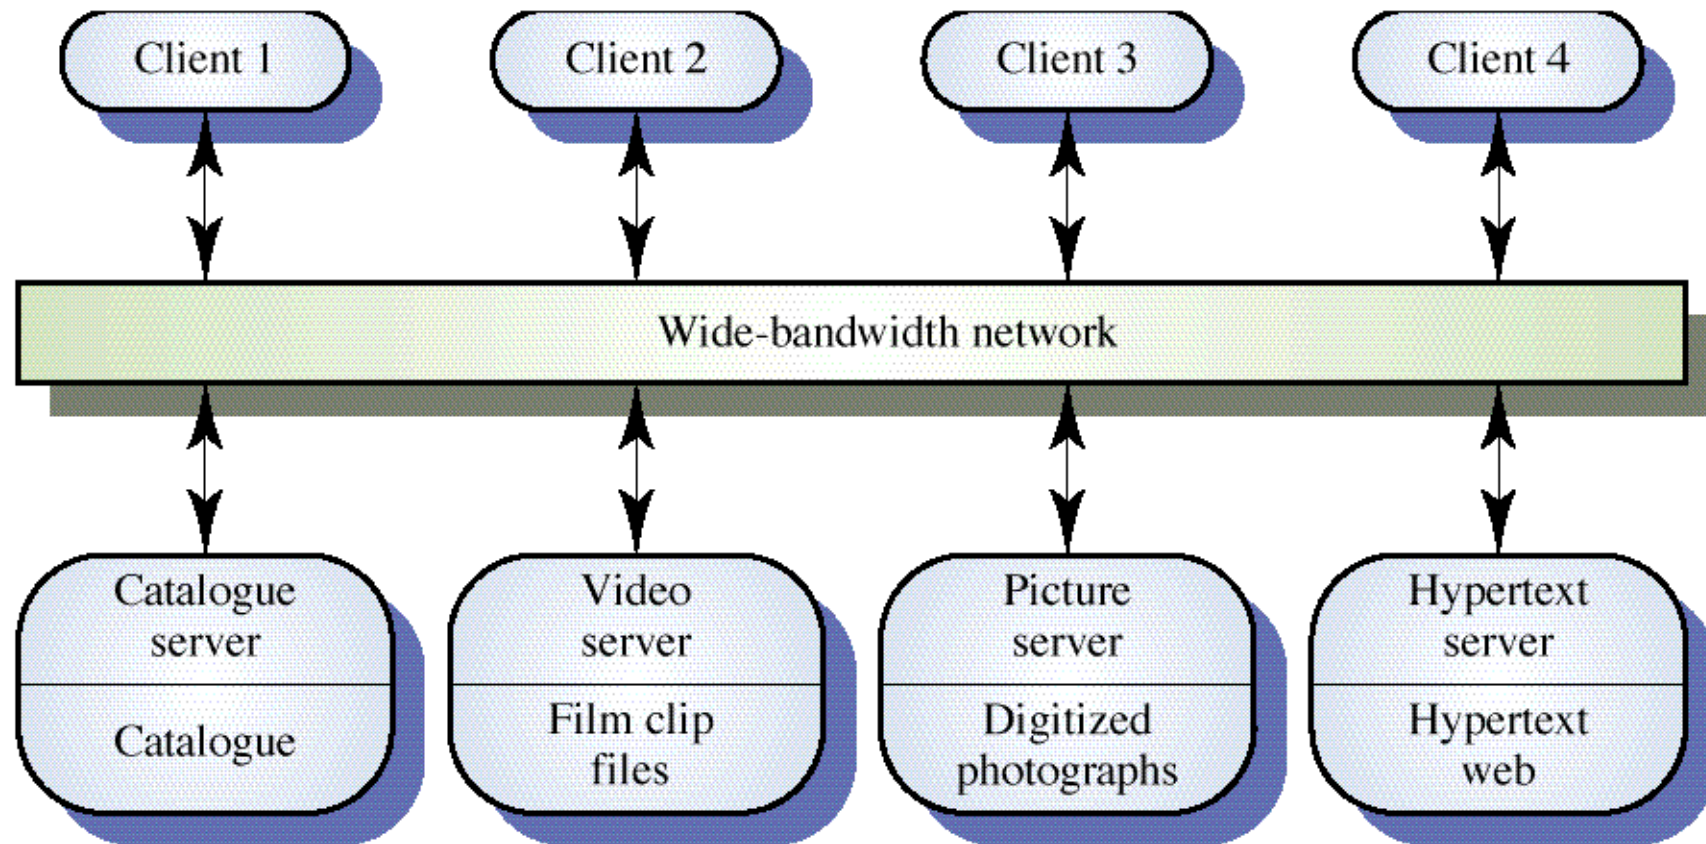 Client 1
Client 2
Client 3
Client 4
Wide-bandwidth network
Catalogue
server
Catalogue
Video
server
Film clip
files
Picture
server
Digitized
photographs
Hypertext
server
Hypertext
web